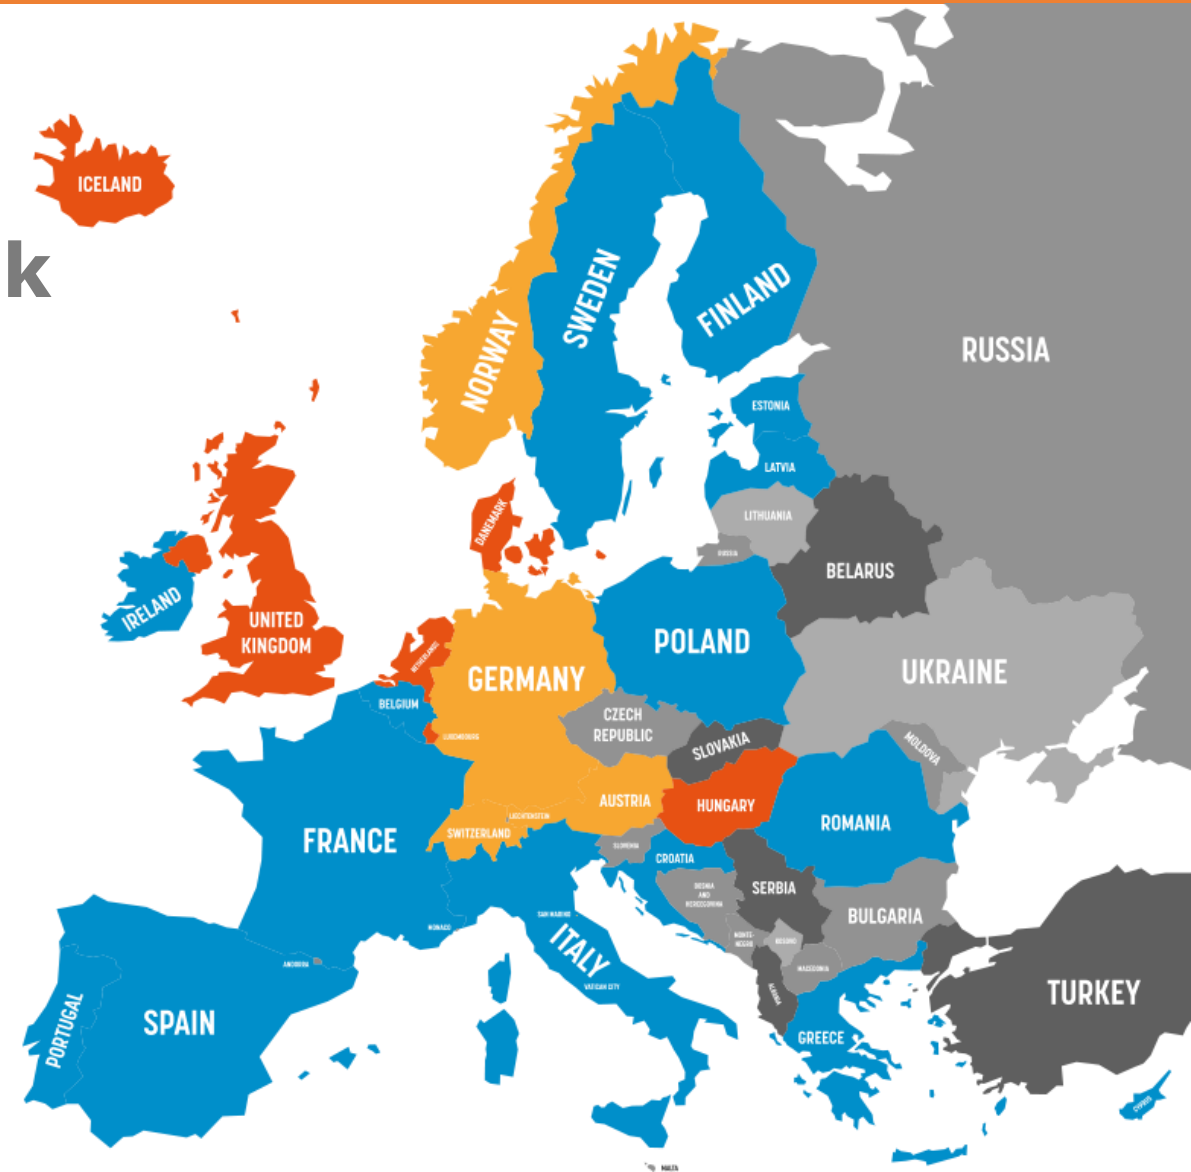 ICELAND
k
NORWAY
SWEDEN
FINLAND
RUSSIA
ESTONIA
LATVIA
LITHUANIA
RUSSIA
BELARUS
DANEMARK
IRELAND
UNITED
KINGDOM
NETHERLANDS
BELGIUM
LUXEMBOURG
GERMANY
POLAND
UKRAINE
CZECH
REPUBLIC
SLOVAKIA
MOLDOVA
AUSTRIA
HUNGARY
LIECHTENSTEIN
SWITZERLAND
FRANCE
ROMANIA
SLOVENIA
CROATIA
BOSNIA
AND
HERZEGOVINA
SERBIA
BULGARIA
SAN MARINO
MONACO
ITALY
MONTE-
NEGRO
KOSOVO
MACEDONIA
ANDORRA
VATICAN CITY
ALBANIA
TURKEY
PORTUGAL
SPAIN
GREECE
CYPRUS
MALTA